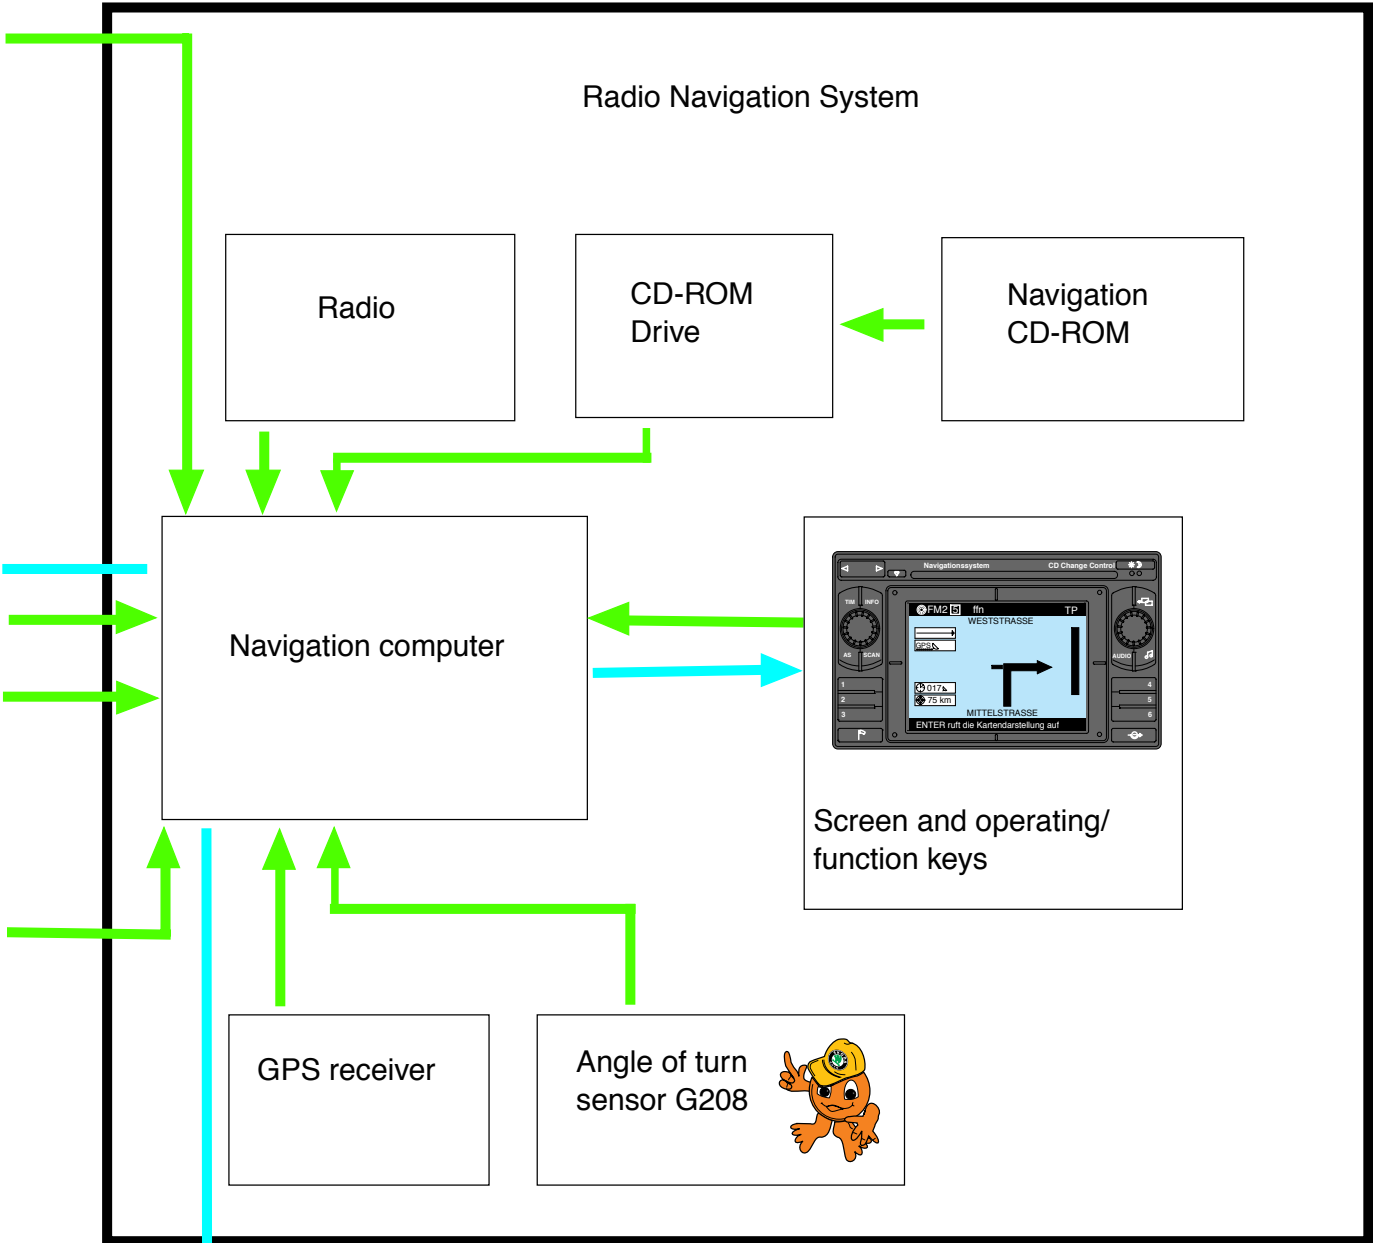 Radio Navigation System
Radio
CD-ROM
Drive
Navigation
CD-ROM
Navigation computer
Navigationssystem
CD Change Control
TIM
INFO
AS
SCAN
AUDIO
FM2 5 ffn TP
WESTSTRASSE
GPS
017
75 km
MITTELSTRASSE
ENTER ruft die Kartendarstellung auf
1
2
3
4
5
6
Screen and operating/
function keys
GPS receiver
Angle of turn
sensor G208